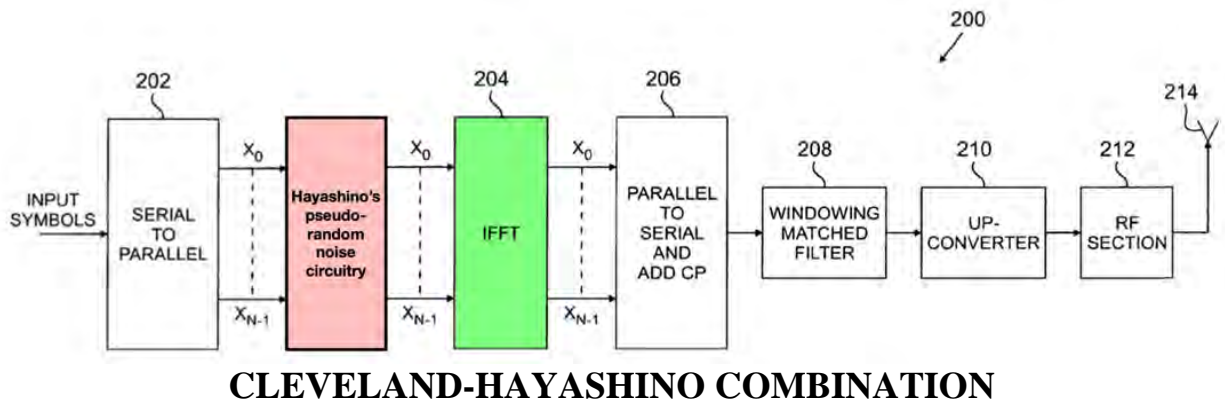 200
202
204
206
208
210
212
214
INPUT
SYMBOLS
SERIAL
TO
PARALLEL
X0
XN-1
Hayashino's
pseudo-
random
noise
circuitry
X0
XN-1
IFFT
X0
XN-1
PARALLEL
TO
SERIAL
AND
ADD CP
WINDOWING
MATCHED
FILTER
UP-
CONVERTER
RF
SECTION
CLEVELAND-HAYASHINO COMBINATION